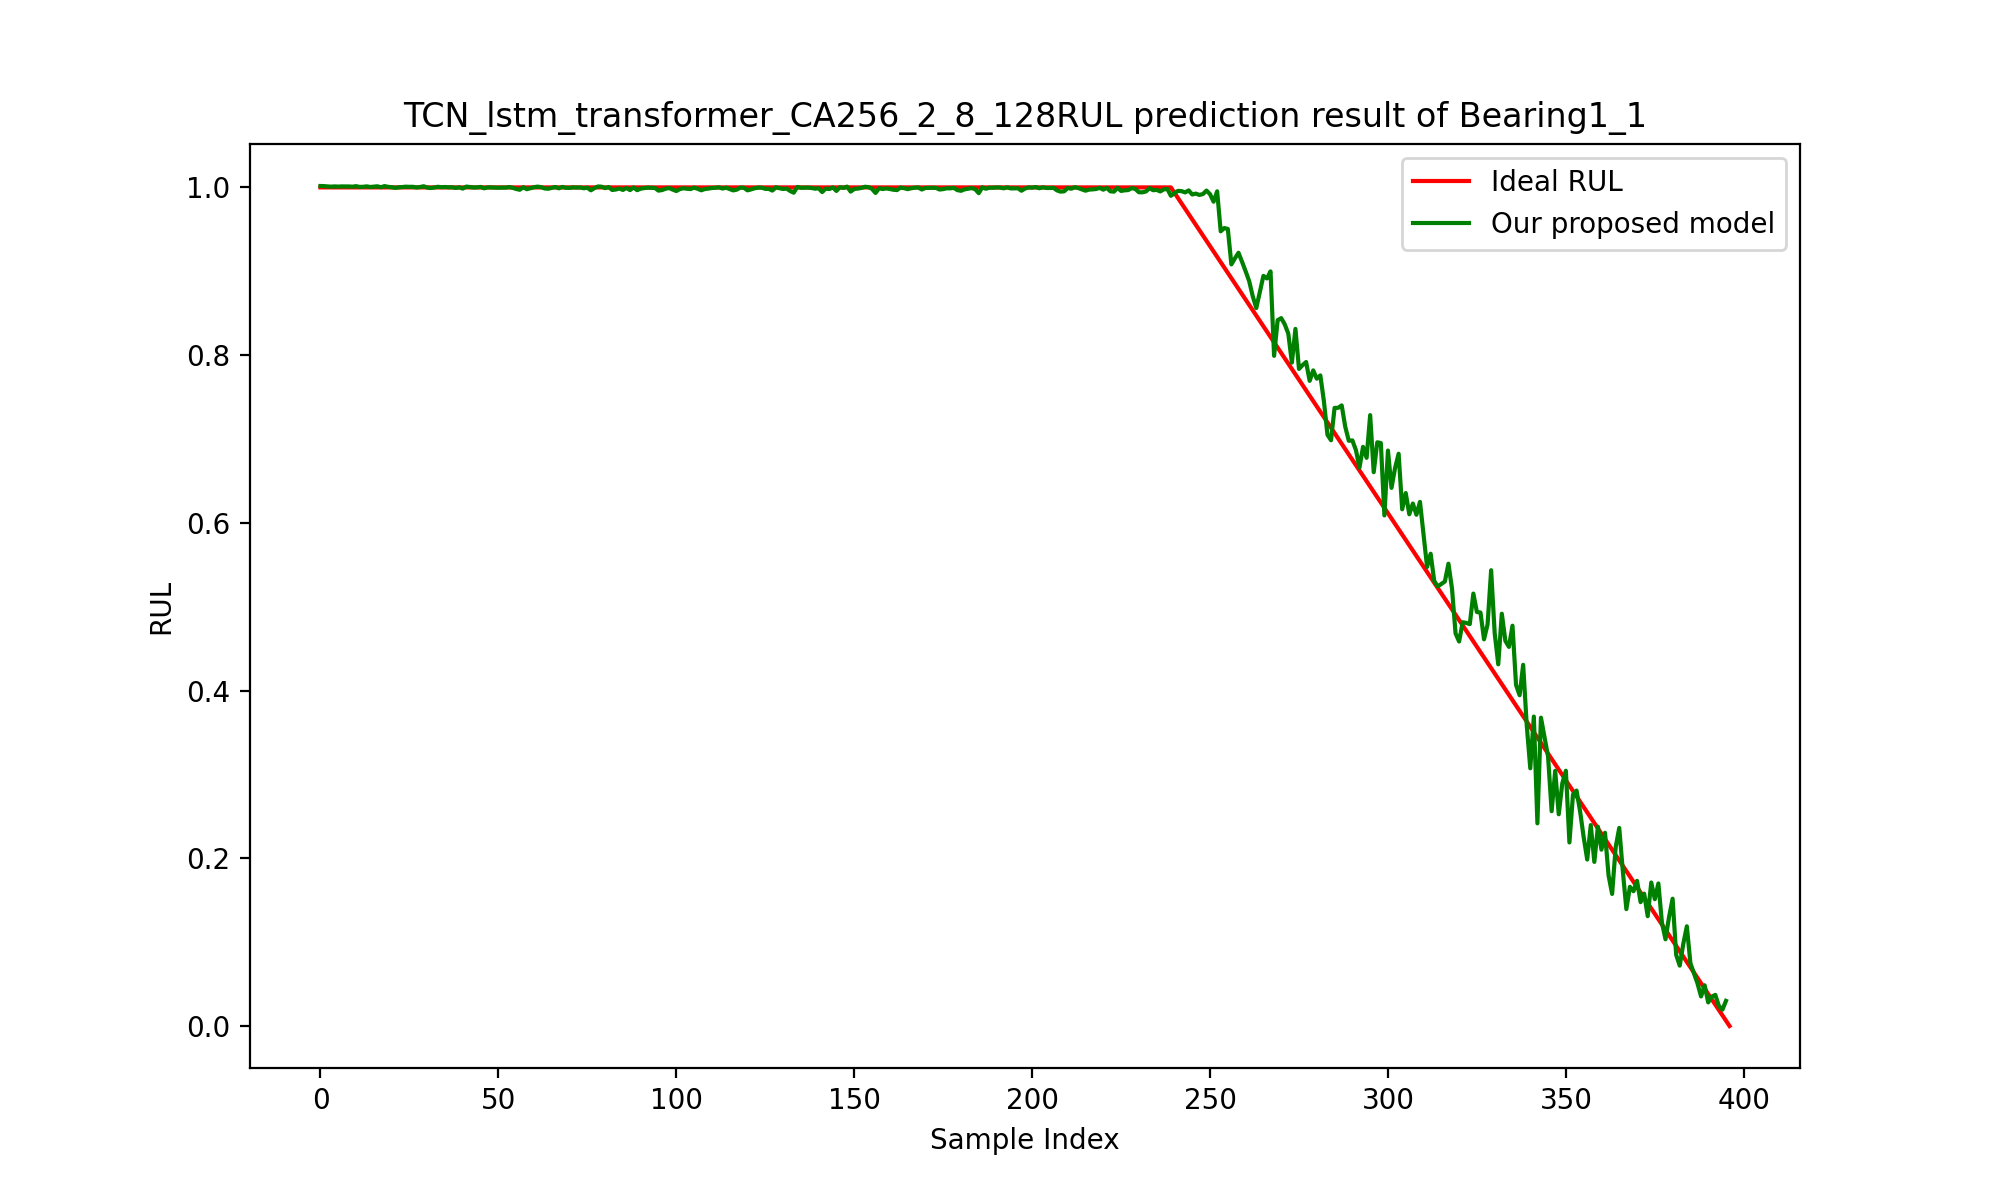 TCN_lstm_transformer_CA256_2_8_128RUL prediction result of Bearing1_1
Ideal RUL
Our proposed model
1.0
0.8
0.6
0.4
0.2
0.0
RUL
0 50 100 150 200 250 300 350 400
Sample Index